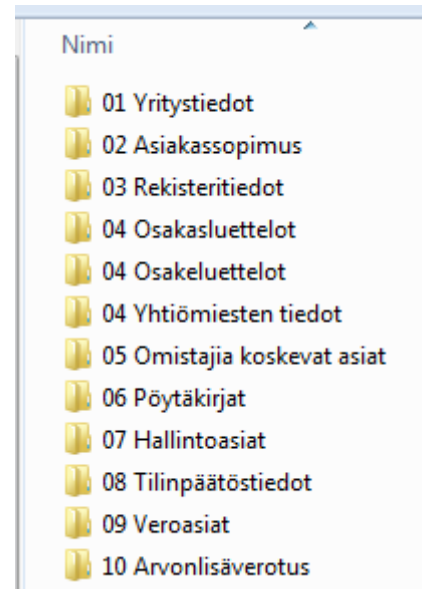 Nimi
01 Yritystiedot
02 Asiakassopimus
03 Rekisteritiedot
04 Osakasluettelot
04 Osakeluettelot
04 Yhtiömiesten tiedot
05 Omistajia koskevat asiat
06 Pöytäkirjat
07 Hallintoasiat
08 Tilinpäätöstiedot
09 Veroasiat
10 Arvonlisäverotus